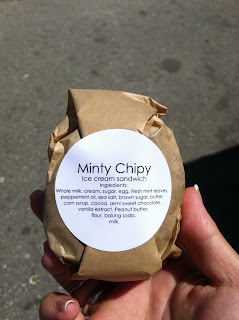 Minty Chipy
ice cream sandwich
Ingredients:
Whole milk, cream, sugar, egg, fresh mint leaves,
peppermint oil, sea salt, brown sugar, butter,
corn syrup, cocoa, semi sweet chocolate,
vanilla extract, Peanut butter,
flour, baking soda,
milk.